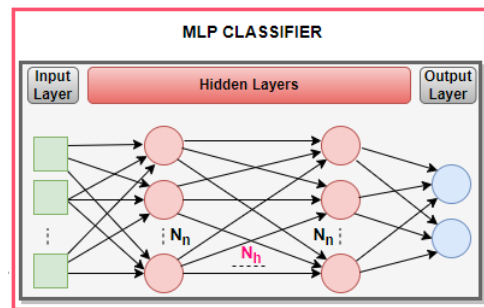 MLP CLASSIFIER
Input
Layer
Hidden Layers
Output
Layer
Nn
Nn
Nh